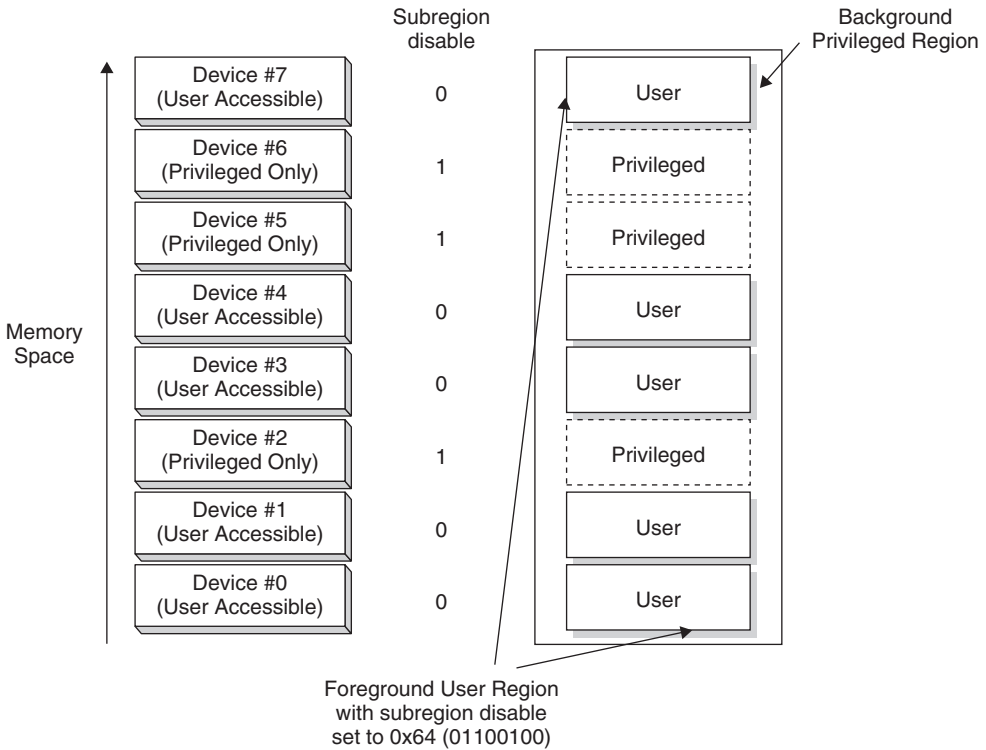 Subregion
disable
Background
Privileged Region
Device #7
(User Accessible)
0
User
Device #6
(Privileged Only)
1
Privileged
Device #5
(Privileged Only)
1
Privileged
Device #4
(User Accessible)
0
User
Memory
Space
Device #3
(User Accessible)
0
User
Device #2
(Privileged Only)
1
Privileged
Device #1
(User Accessible)
0
User
Device #0
(User Accessible)
0
User
Foreground User Region
with subregion disable
set to 0x64 (01100100)